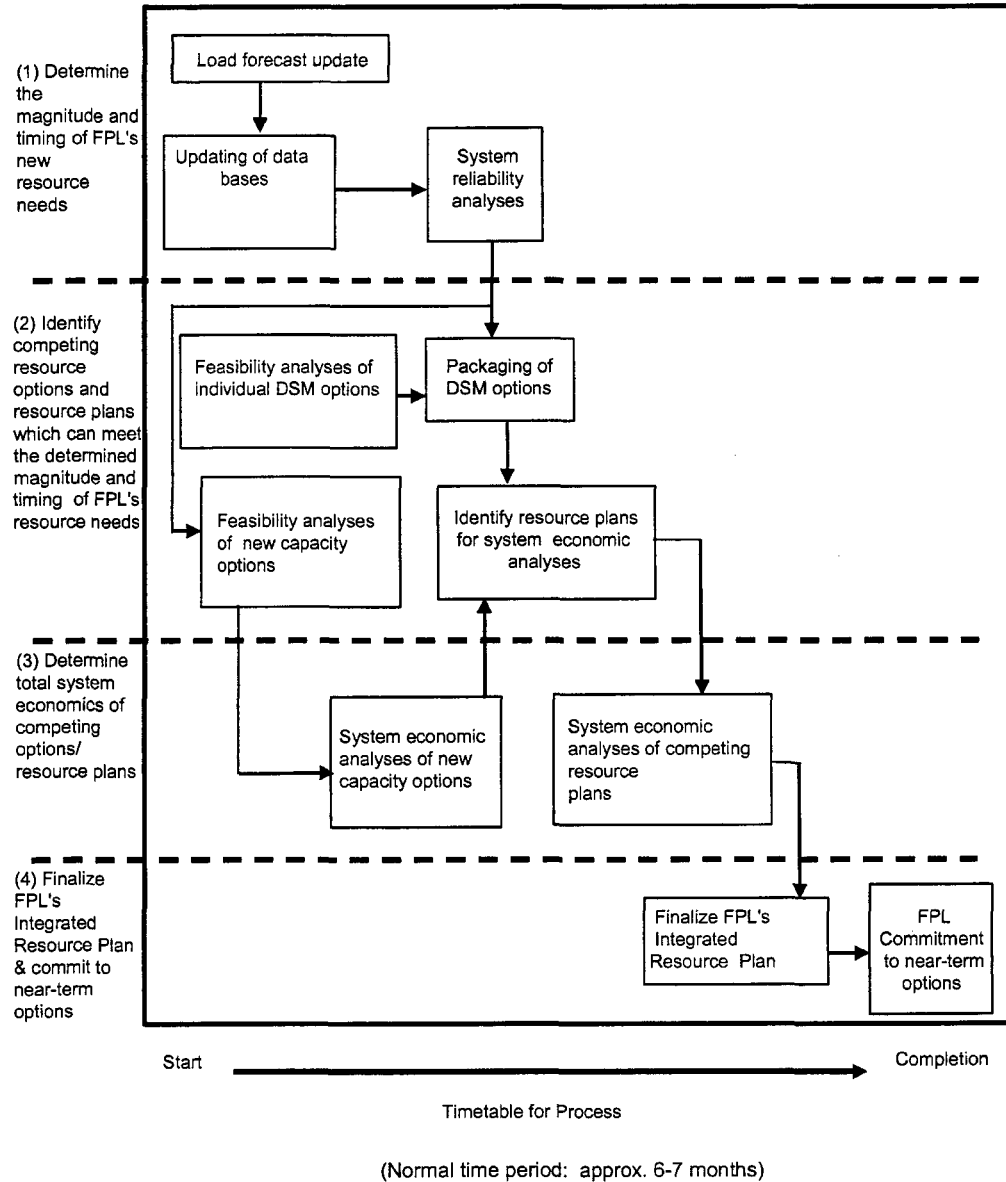 (1) Determine
the
magnitude and
timing of FPL's
new
resource
needs
Load forecast update
Updating of data
bases
System
reliability
analyses
(2) Identify
competing
resource
options and
resource plans
which can meet
the determined
magnitude and
timing of FPL's
resource needs
Feasibility analyses of
individual DSM options
Packaging of
DSM options
Feasibility analyses
of new capacity
options
Identify resource plans
for system economic
analyses
(3) Determine
total system
economics of
competing
options/
resource plans
System economic
analyses of new
capacity options
System economic
analyses of competing
resource
plans
(4) Finalize
FPL's
Integrated
Resource Plan
& commit to
near-term
options
Finalize FPL's
Integrated
Resource Plan
FPL
Commitment
to near-term
options
Start
Completion
Timetable for Process
(Normal time period: approx. 6-7 months)